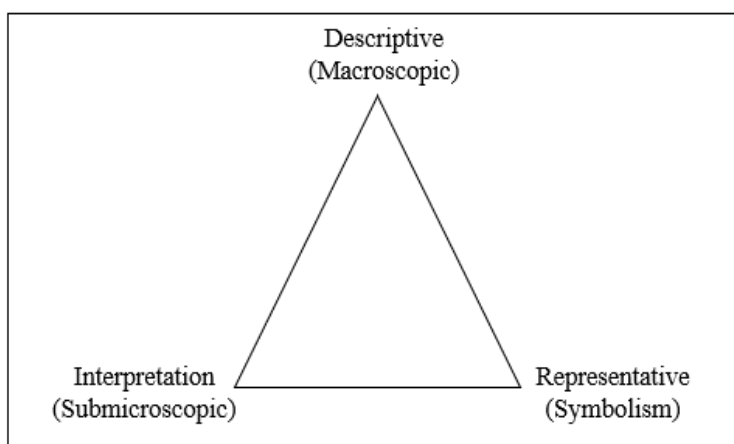 Descriptive
(Macroscopic)
Interpretation
(Submicroscopic)
Representative
(Symbolism)